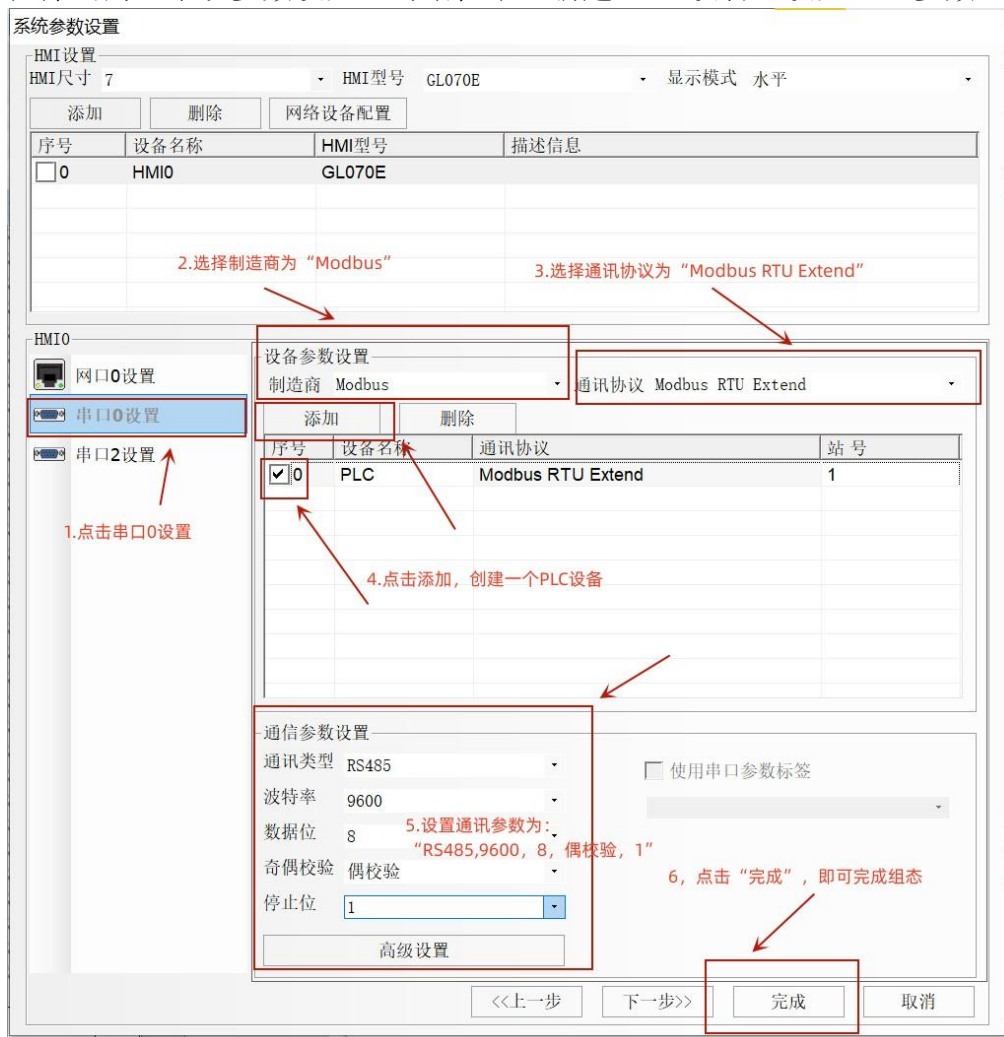 系统参数设置
HMI设置
HMI尺寸 7 HMI型号 GL070E 显示模式 水平
添加 删除 网络设备配置
序号 设备名称 HMI型号 描述信息
0 HMI0 GL070E
2.选择制造商为“Modbus”
3.选择通讯协议为“Modbus RTU Extend”
HMI0
设备参数设置
网口0设置
制造商 Modbus 通讯协议 Modbus RTU Extend
串口0设置
添加 删除
序号 设备名称 通讯协议 站 号
串口2设置
0 PLC Modbus RTU Extend 1
1.点击串口0设置
4.点击添加，创建一个PLC设备
通信参数设置
通讯类型 RS485
使用串口参数标签
波特率 9600
数据位 8
5.设置通讯参数为：
“RS485,9600，8，偶校验，1”
奇偶校验 偶校验
6，点击“完成”，即可完成组态
停止位 1
高级设置
<<上一步 下一步>> 完成 取消